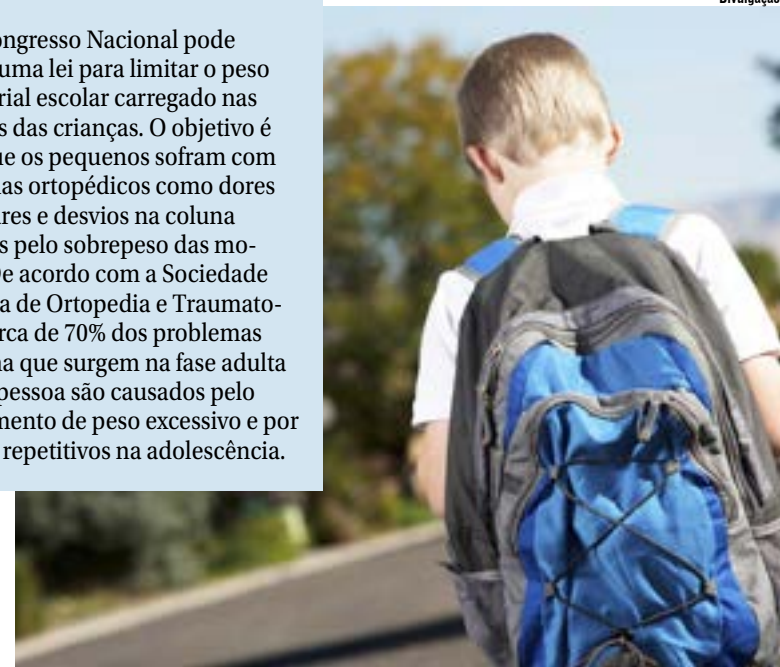 Divulgação
ongresso Nacional pode
uma lei para limitar o peso
rial escolar carregado nas
s das crianças. O objetivo é
ue os pequenos sofram com
as ortopédicos como dores
res e desvios na coluna
s pelo sobrepeso das mo-
De acordo com a Sociedade
a de Ortopedia e Traumato-
rca de 70% dos problemas
na que surgem na fase adulta
pessoa são causados pelo
mento de peso excessivo e por
repetitivos na adolescência.